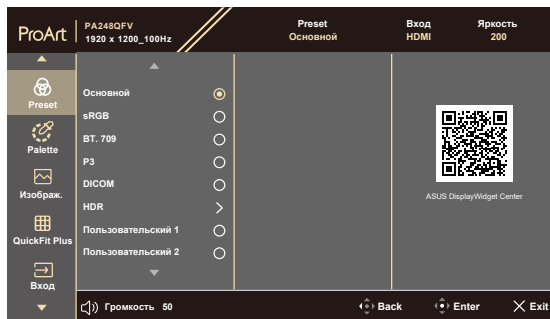 ProArt
PA248QFV
1920 x 1200_100Hz
Preset
Основной
Вход
HDMI
Яркость
200
Preset
Palette
Изображ.
QuickFit Plus
Вход
Основной
sRGB
BT. 709
P3
DICOM
HDR
Пользовательский 1
Пользовательский 2
ASUS DisplayWidget Center
Громкость 50
Back
Enter
Exit